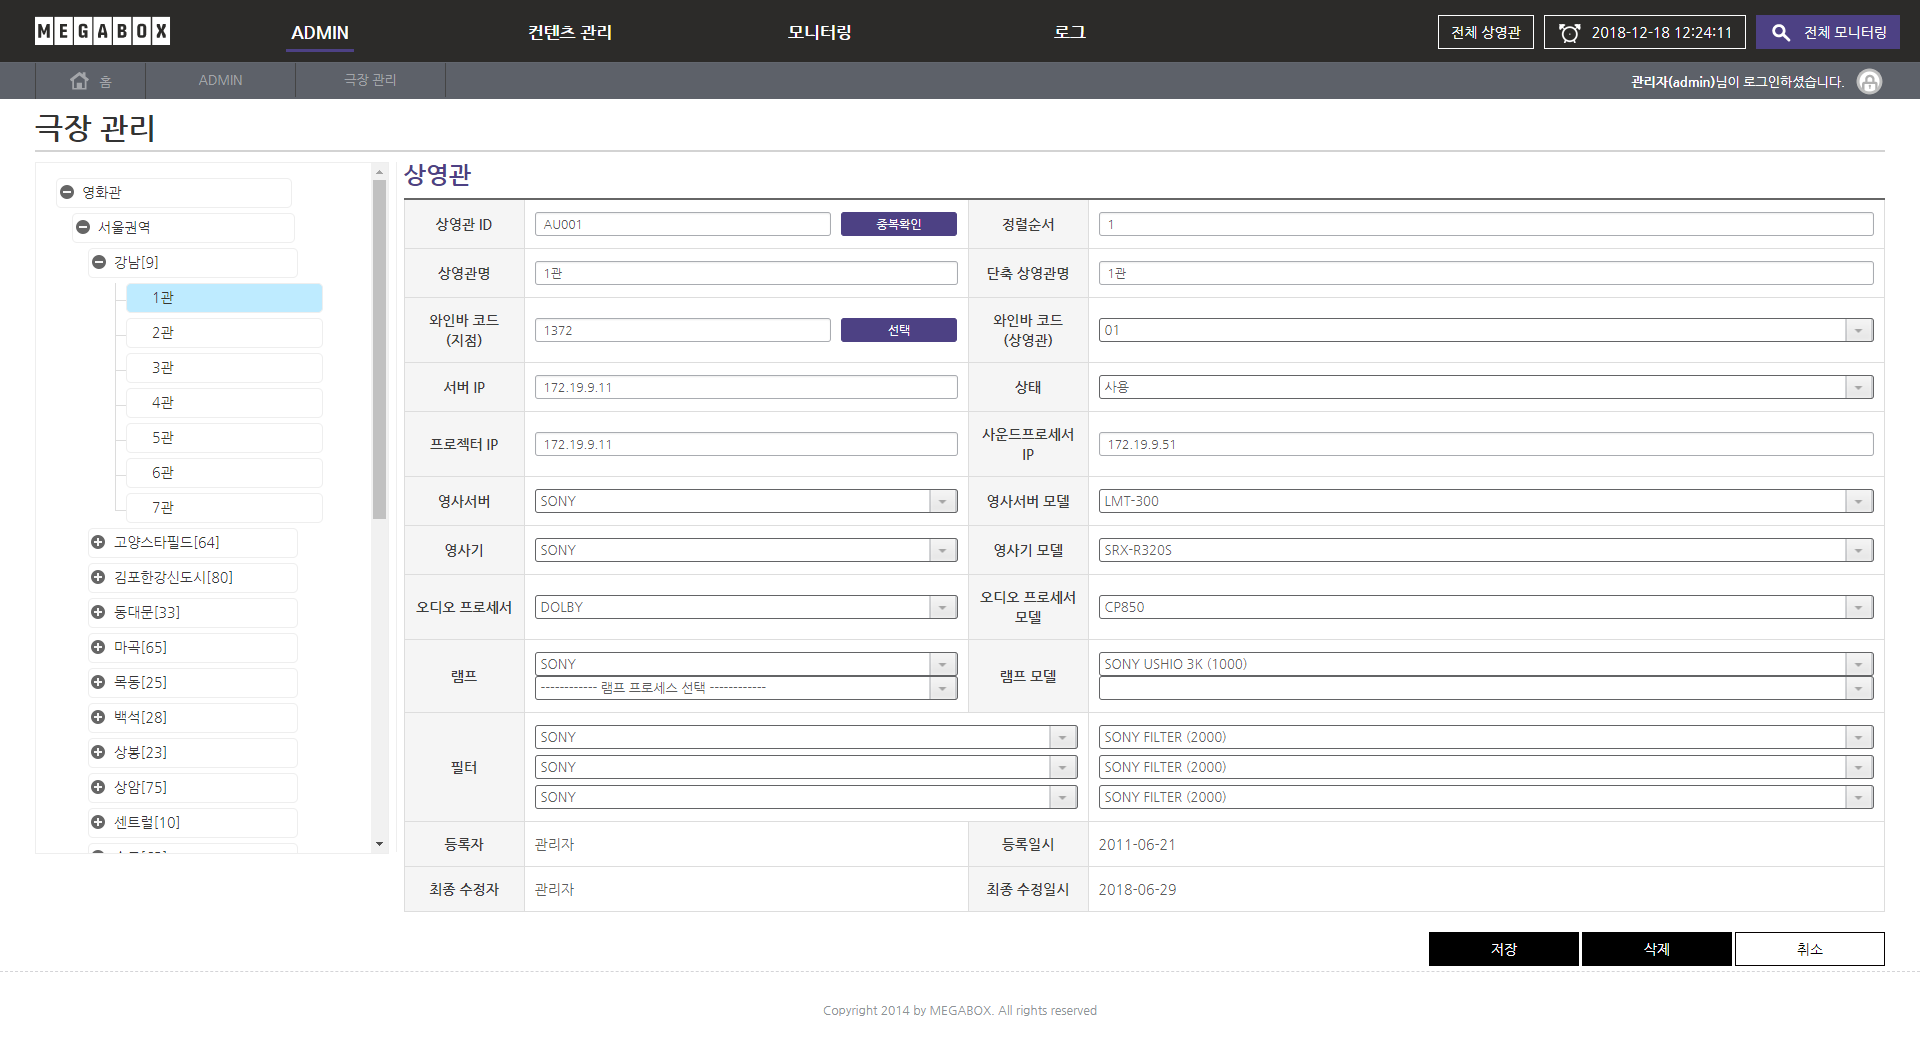 MEGABOX
ADMIN
컨텐츠 관리
모니터링
로그
전체 상영관
2018-12-18 12:24:11
전체 모니터링
홈
ADMIN
극장 관리
관리자(admin)님이 로그인하셨습니다.
극장 관리
영화관
서울권역
강남[9]
1관
2관
3관
4관
5관
6관
7관
고양스타필드[64]
김포한강신도시[80]
동대문[33]
마곡[65]
목동[25]
백석[28]
상봉[23]
상암[75]
센트럴[10]
상영관
상영관 ID
AU001
중복확인
정렬순서
1
상영관명
1관
단축 상영관명
1관
와인바 코드
(지점)
1372
선택
와인바 코드
(상영관)
01
서버 IP
172.19.9.11
상태
사용
프로젝터 IP
172.19.9.11
사운드프로세서
IP
172.19.9.51
영사서버
SONY
영사서버 모델
LMT-300
영사기
SONY
영사기 모델
SRX-R320S
오디오 프로세서
DOLBY
오디오 프로세서
모델
CP850
램프
SONY
------------ 램프 프로세스 선택 ------------
램프 모델
SONY USHIO 3K (1000)
필터
SONY
SONY FILTER (2000)
SONY
SONY FILTER (2000)
SONY
SONY FILTER (2000)
등록자
관리자
등록일시
2011-06-21
최종 수정자
관리자
최종 수정일시
2018-06-29
저장
삭제
취소
Copyright 2014 by MEGABOX. All rights reserved